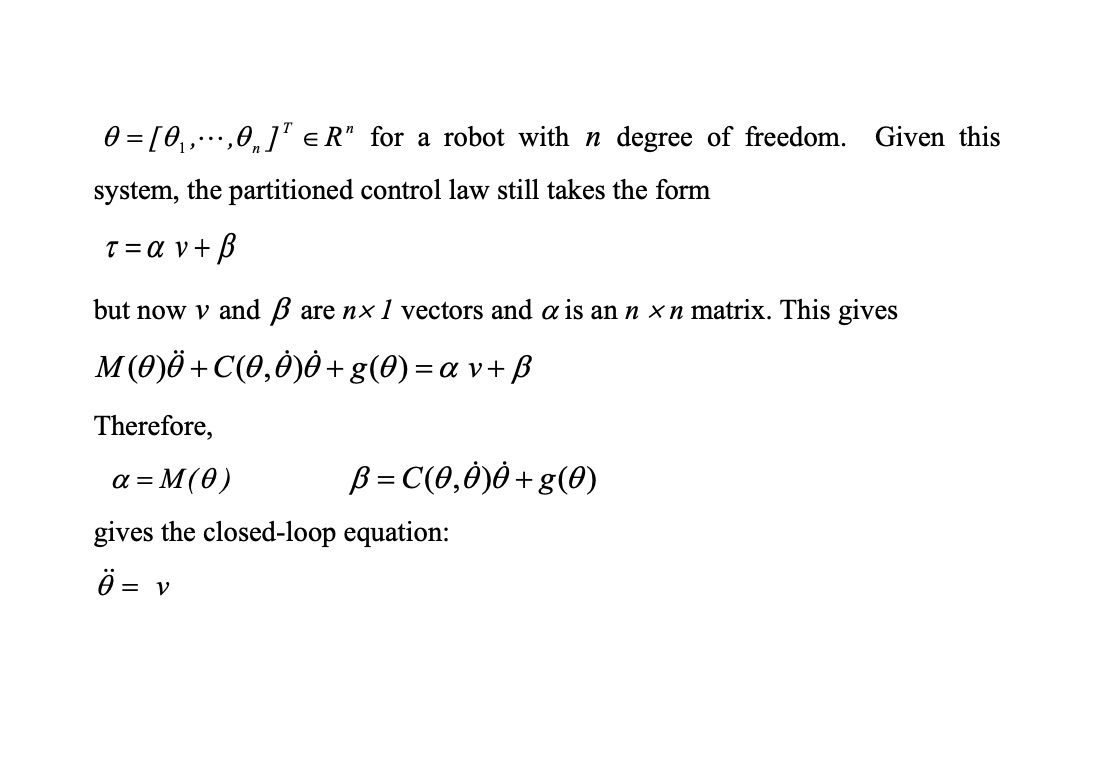 θ = [θ₁,⋯,θₙ]ᵀ ∈ Rⁿ for a robot with n degree of freedom. Given this
system, the partitioned control law still takes the form
τ = α v + β
but now v and β are n× 1 vectors and α is an n × n matrix. This gives
M(θ)θ̈ + C(θ,θ̇)θ̇ + g(θ) = α v + β
Therefore,
α = M(θ) β = C(θ,θ̇)θ̇ + g(θ)
gives the closed-loop equation:
θ̈ = v